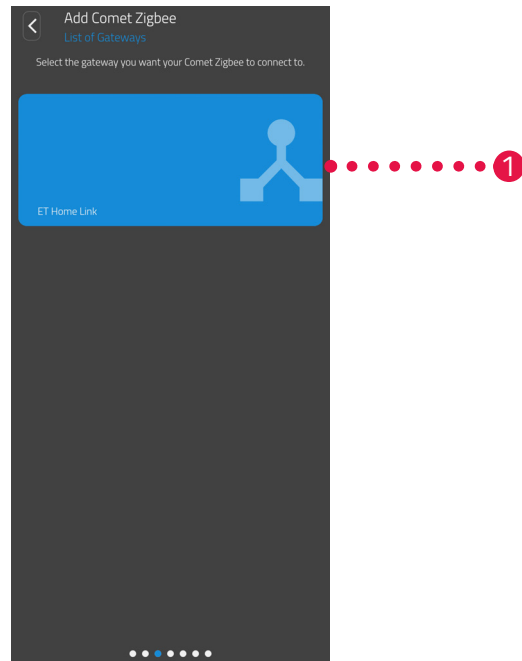 Add Comet Zigbee
List of Gateways
Select the gateway you want your Comet Zigbee to connect to.
1
ET Home Link